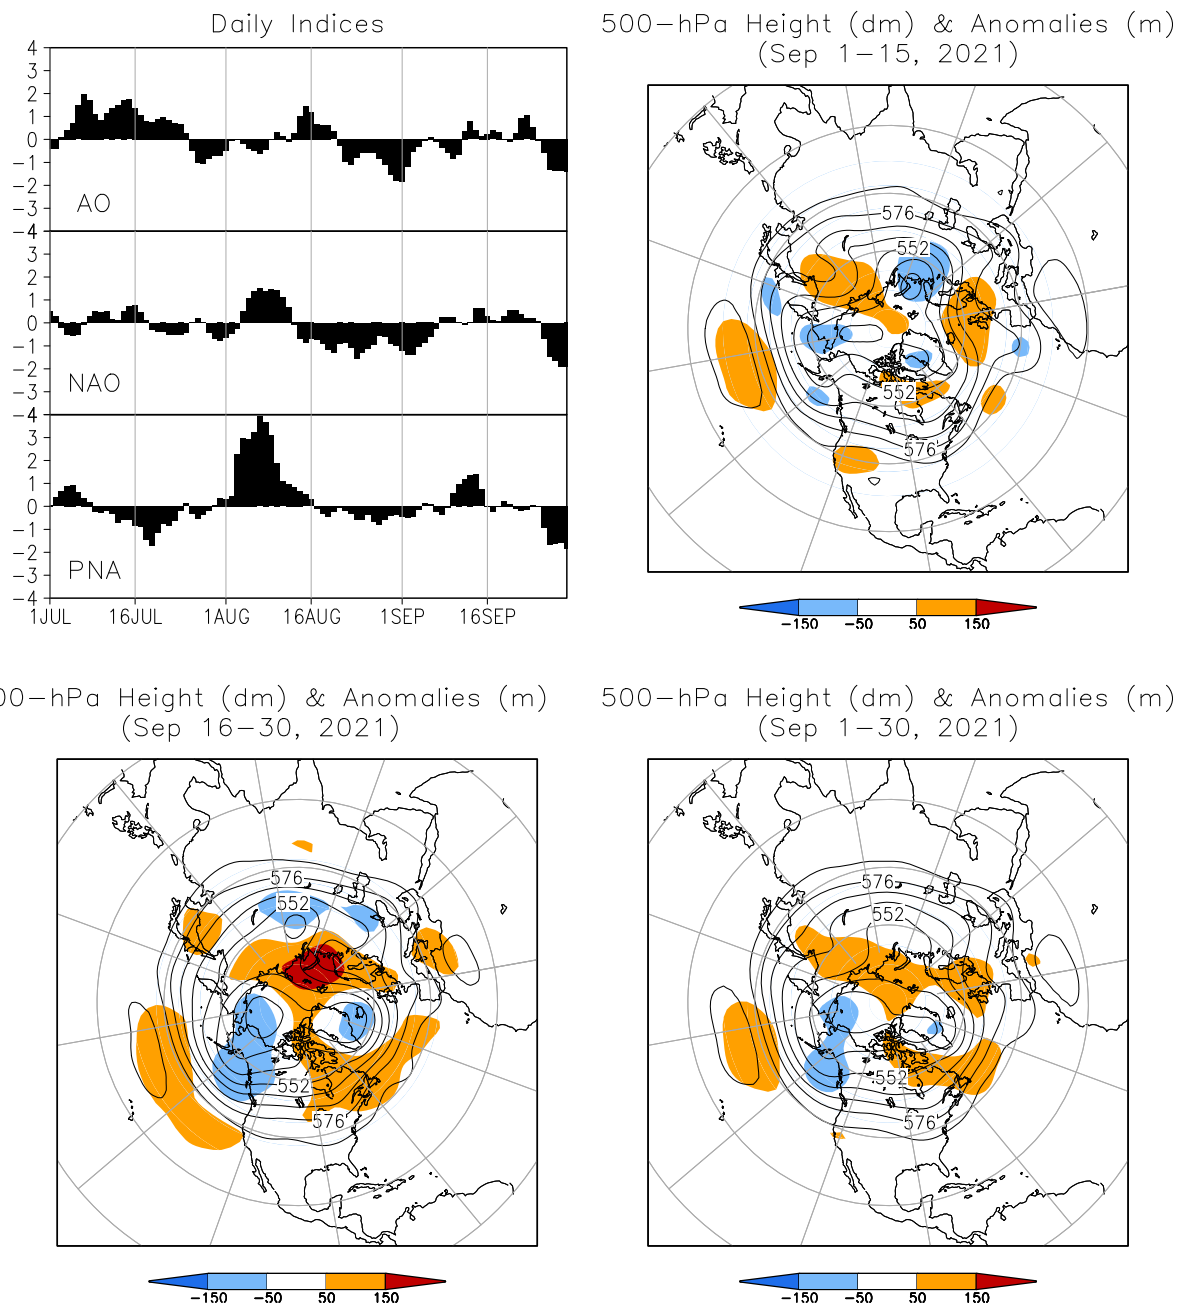 Daily Indices
4
3
2
1
0
-1
-2
-3
-4
AO
3
2
1
0
-1
-2
-3
-4
NAO
3
2
1
0
-1
-2
-3
-4
PNA
1JUL 16JUL 1AUG 16AUG 1SEP 16SEP
500-hPa Height (dm) & Anomalies (m)
(Sep 1-15, 2021)
576
552
552
576
-150 -50 50 150
00-hPa Height (dm) & Anomalies (m)
(Sep 16-30, 2021)
576
552
552
576
-150 -50 50 150
500-hPa Height (dm) & Anomalies (m)
(Sep 1-30, 2021)
576
552
552
576
-150 -50 50 150